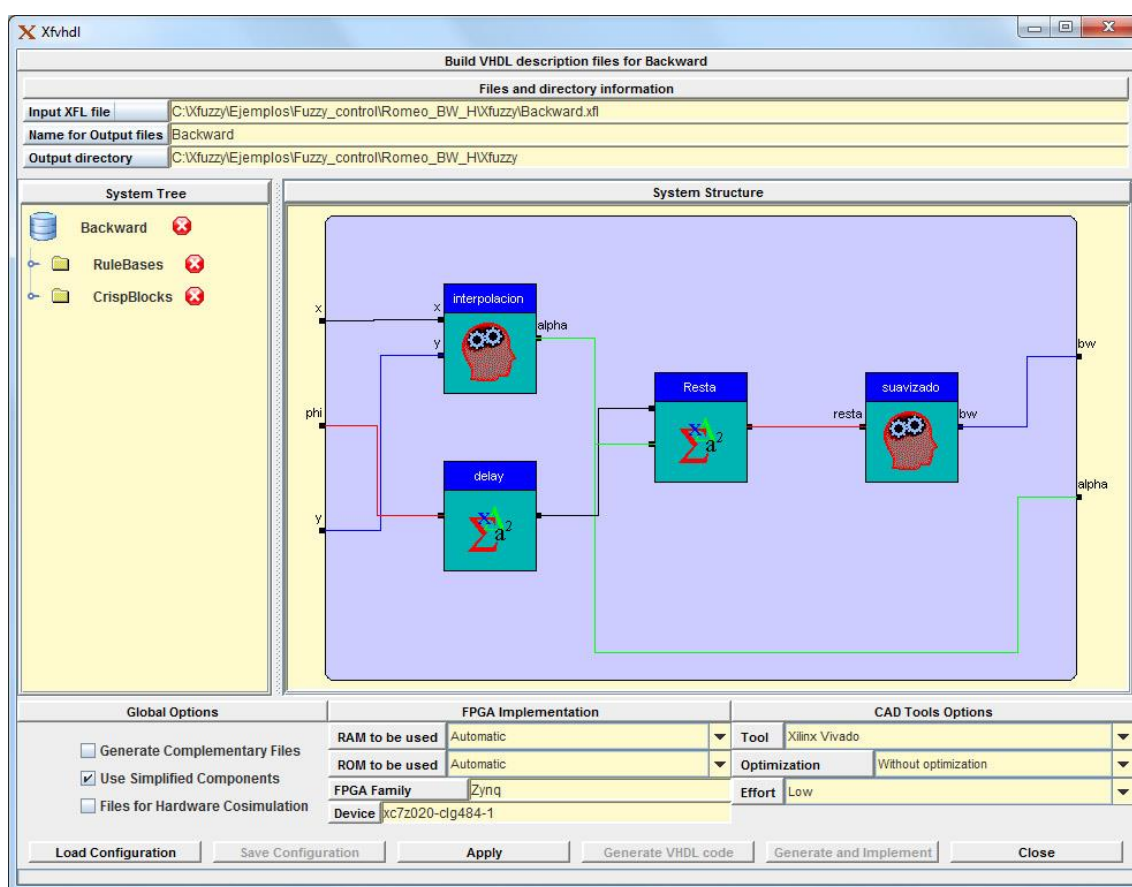 Xfvhdl
Build VHDL description files for Backward
Files and directory information
Input XFL file C:\Xfuzzy\Ejemplos\Fuzzy_control\Romeo_BW_H\Xfuzzy\Backward.xfl
Name for Output files Backward
Output directory C:\Xfuzzy\Ejemplos\Fuzzy_control\Romeo_BW_H\Xfuzzy
System Tree
Backward
RuleBases
CrispBlocks
System Structure
interpolacion
x x
y alpha
phi
y
delay
x a²
Resta
x a²
resta
suavizado
bw bw
alpha
Global Options
Generate Complementary Files
Use Simplified Components
Files for Hardware Cosimulation
FPGA Implementation
RAM to be used Automatic
ROM to be used Automatic
FPGA Family Zynq
Device xc7z020-clg484-1
CAD Tools Options
Tool Xilinx Vivado
Optimization Without optimization
Effort Low
Load Configuration Save Configuration Apply Generate VHDL code Generate and Implement Close